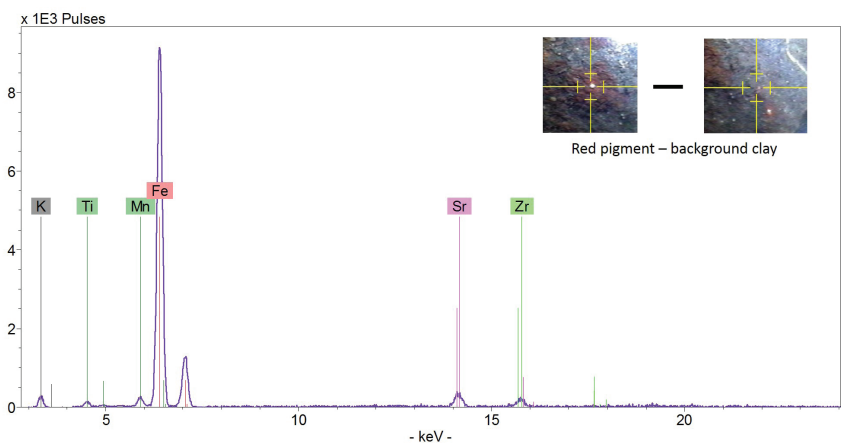 x 1E3 Pulses
Red pigment – background clay
8
6
4
2
0
K
Ti
Mn
Fe
Sr
Zr
5
10
15
20
- keV -